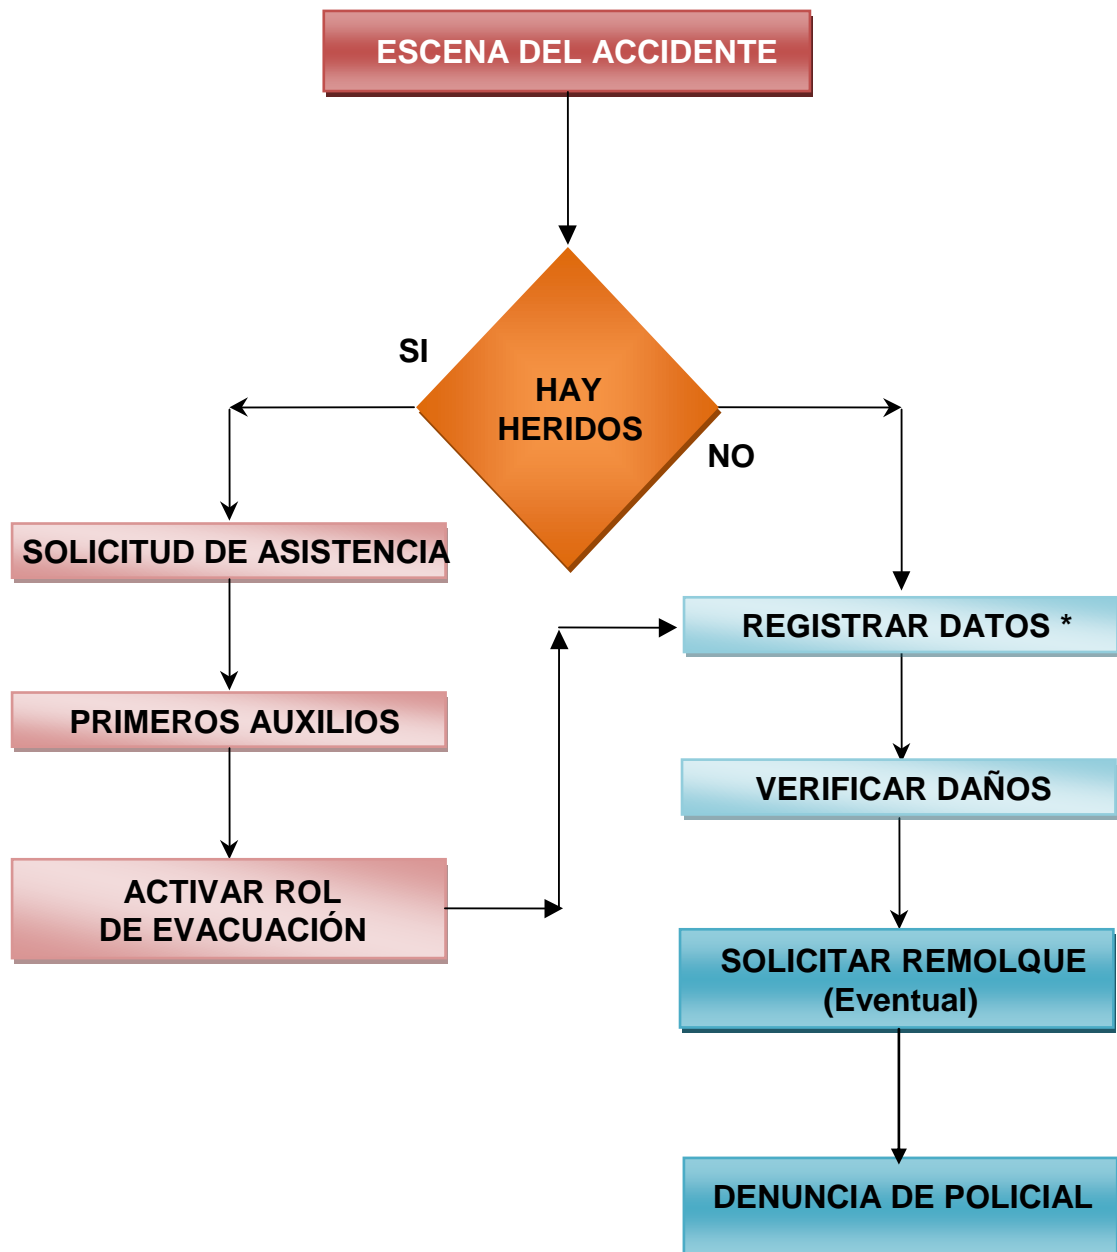 ESCENA DEL ACCIDENTE
SI
HAY
HERIDOS
NO
SOLICITUD DE ASISTENCIA
REGISTRAR DATOS *
PRIMEROS AUXILIOS
VERIFICAR DAÑOS
ACTIVAR ROL
DE EVACUACIÓN
SOLICITAR REMOLQUE
(Eventual)
DENUNCIA DE POLICIAL